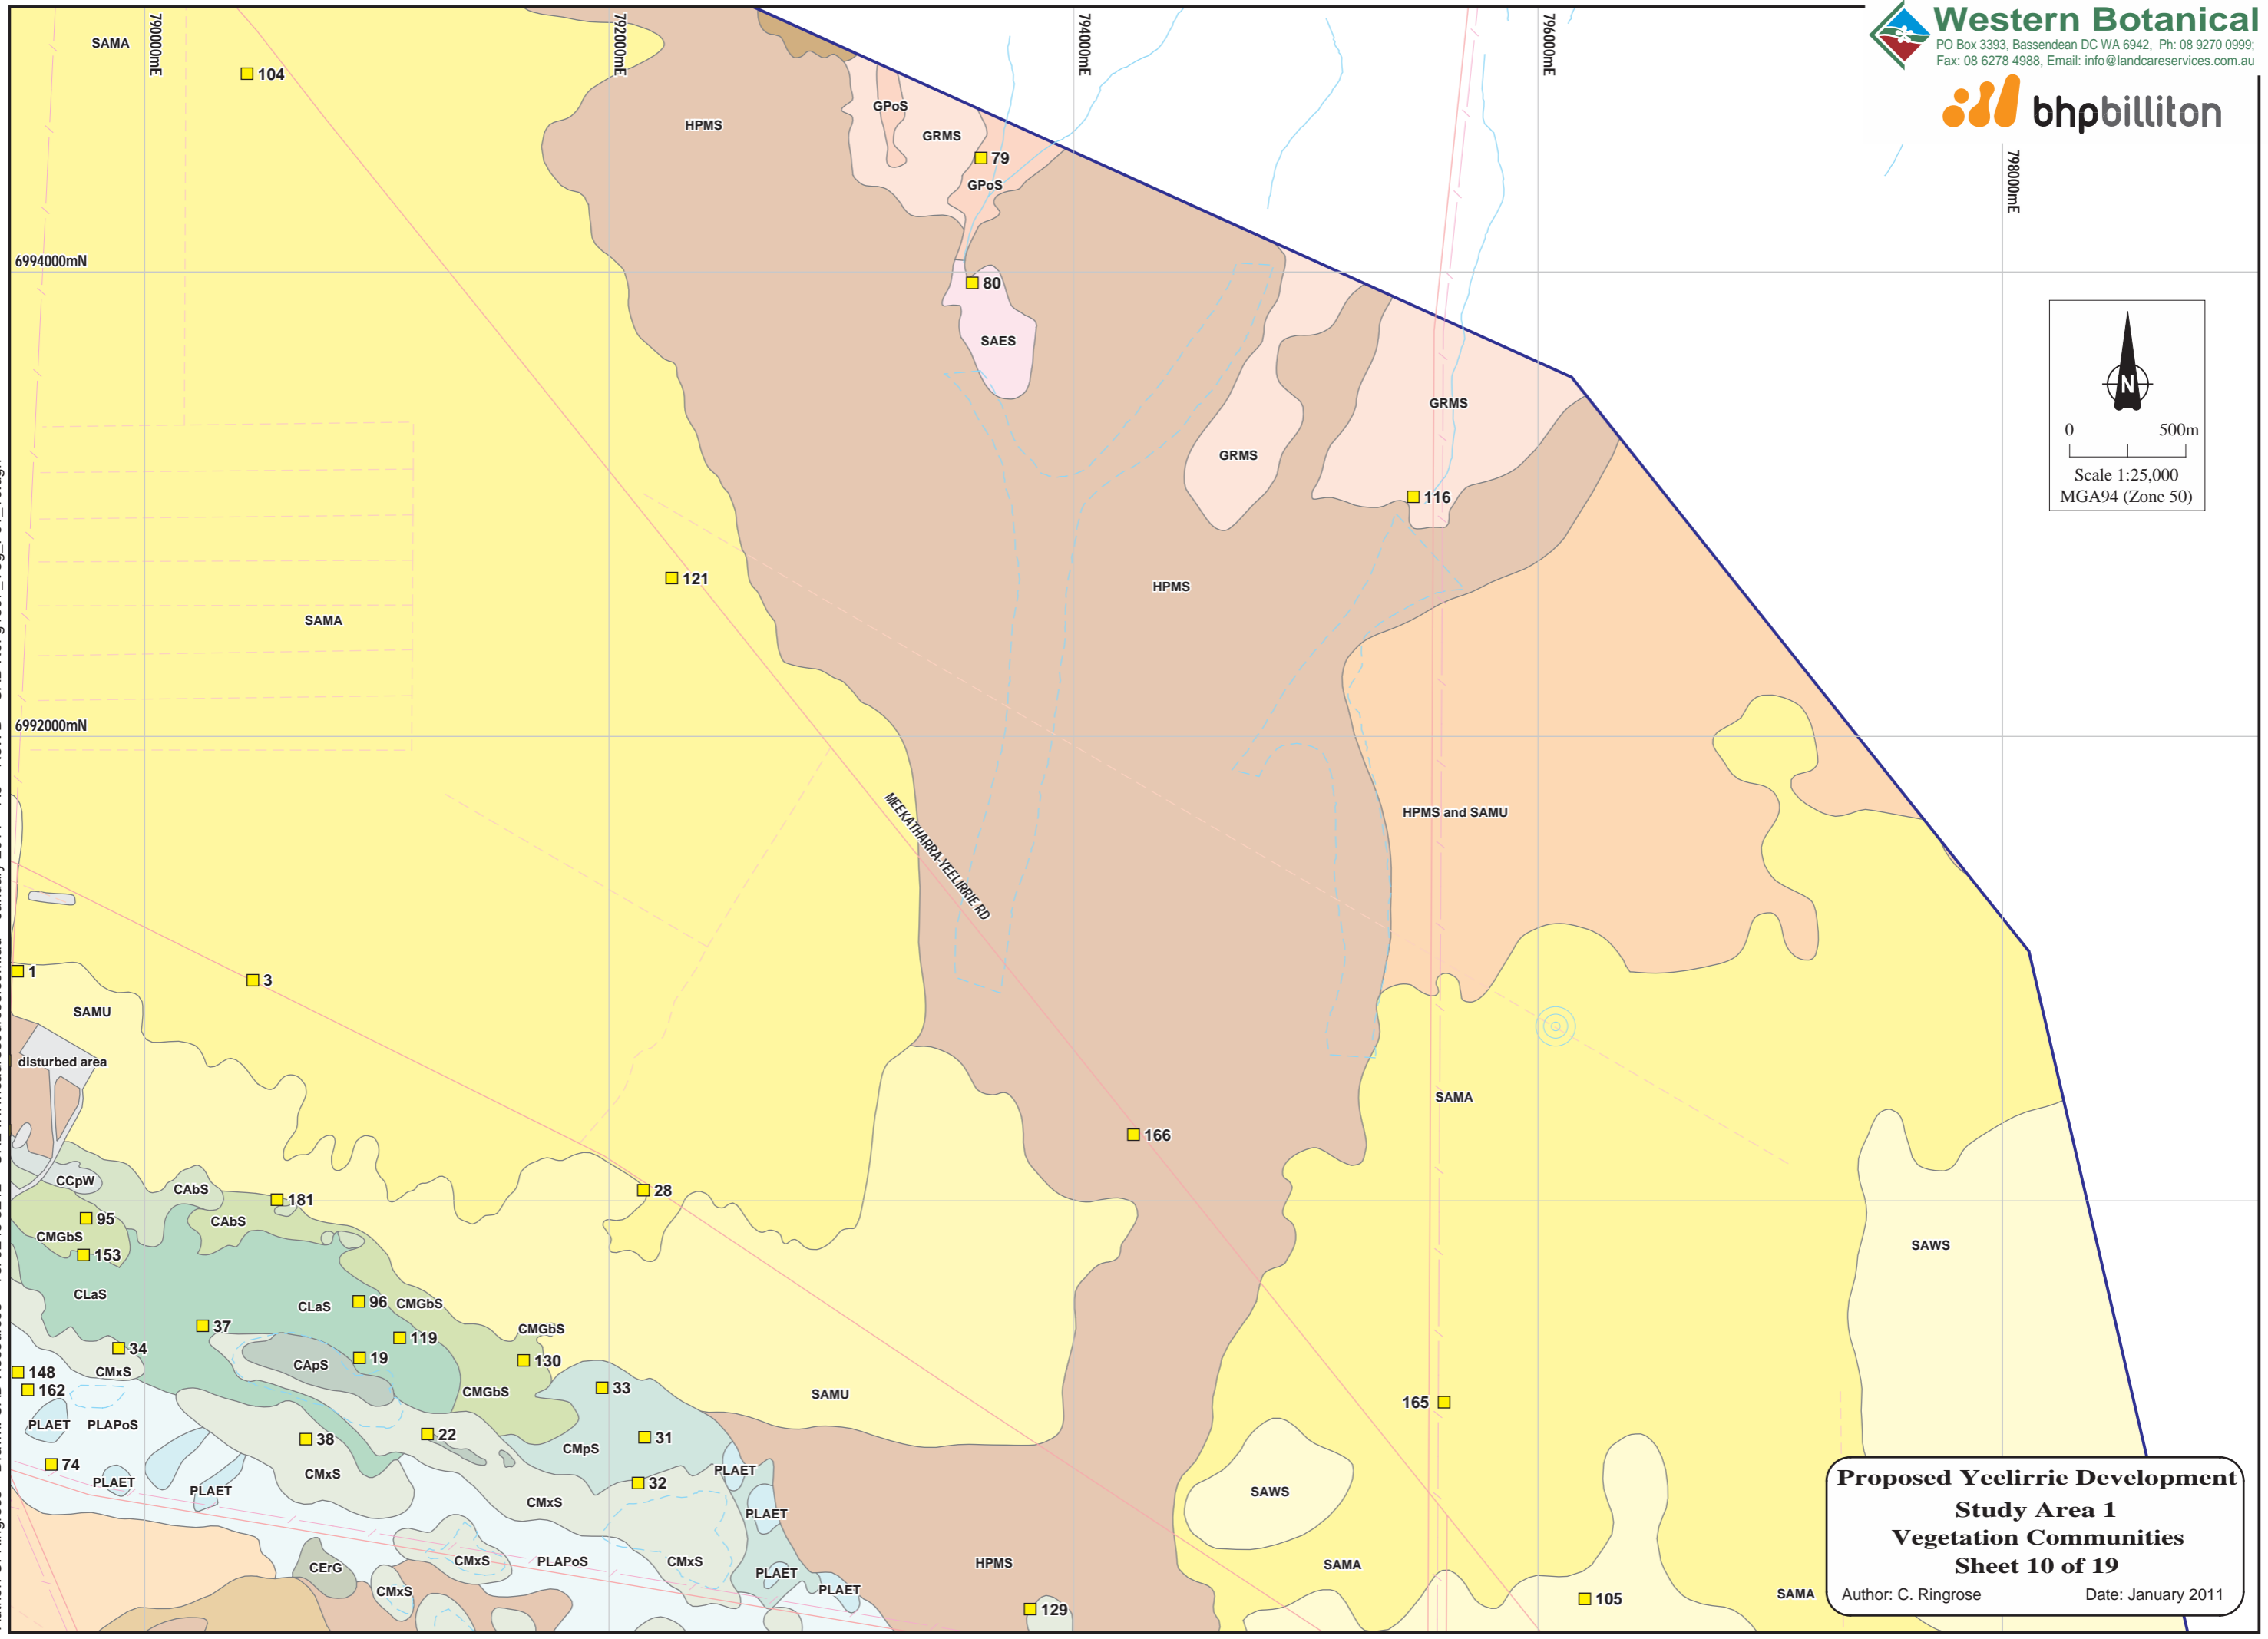 Western Botanical
PO Box 3393, Bassendean DC WA 6942, Ph: 08 9270 0999;
Fax: 08 6278 4988, Email: info@landcareservices.com.au
bhpbilliton
790000mE
792000mE
794000mE
796000mE
798000mE
SAMA
104
HPMS
GPoS
GRMS
79
GPoS
6994000mN
80
SAES
0 500m
Scale 1:25,000
MGA94 (Zone 50)
N
GRMS
GRMS
116
121
HPMS
SAMA
6992000mN
MEEKATHARRA-YEELIRRIE RD
HPMS and SAMU
1
3
SAMU
disturbed area
SAMA
166
CCpW
CAbS
181
28
95
CAbS
CMGbS
153
SAWS
CLaS
CLaS
96
CMGbS
37
119
CMGbS
34
CApS
19
130
CMxS
148
162
CMGbS
33
SAMU
165
PLAET
PLAPoS
38
22
31
CMpS
74
PLAET
CMxS
PLAET
32
PLAET
CMxS
PLAET
SAWS
CErG
CMxS
PLAPoS
CMxS
HPMS
PLAET
PLAET
CMxS
129
SAMA
105
SAMA
Proposed Yeelirrie Development
Study Area 1
Vegetation Communities
Sheet 10 of 19
Author: C. Ringrose Date: January 2011